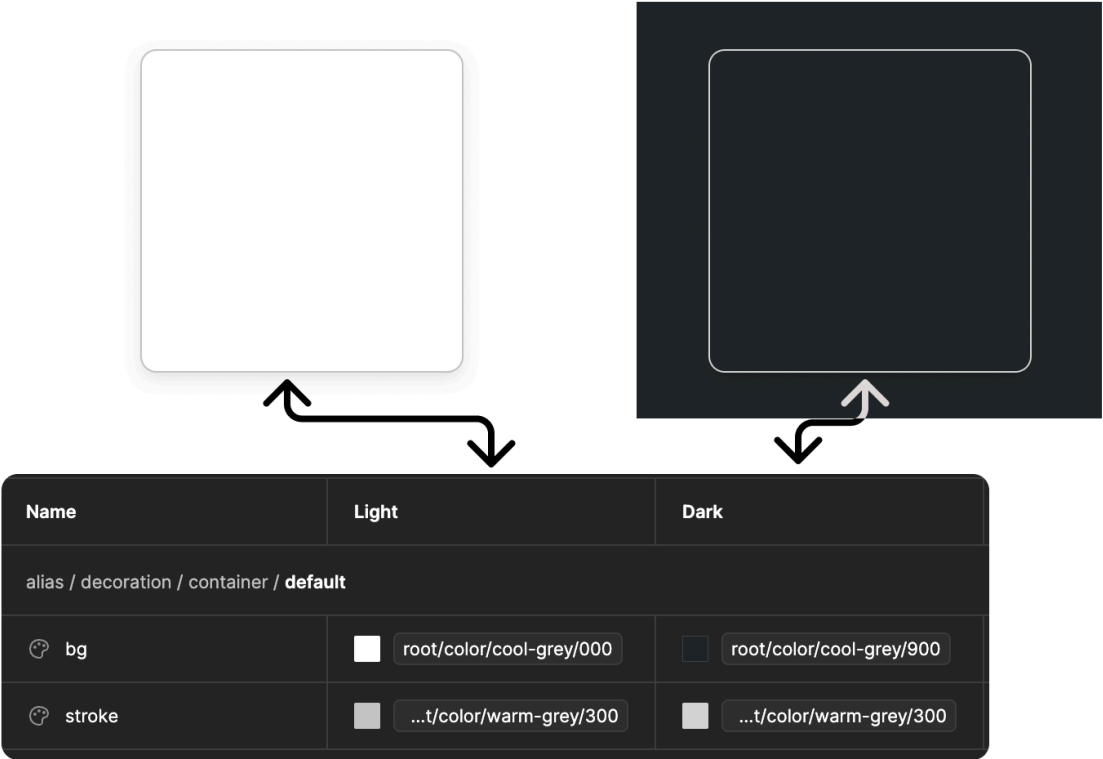 Name Light Dark
alias / decoration / container / default
bg root/color/cool-grey/000 root/color/cool-grey/900
stroke ...t/color/warm-grey/300 ...t/color/warm-grey/300